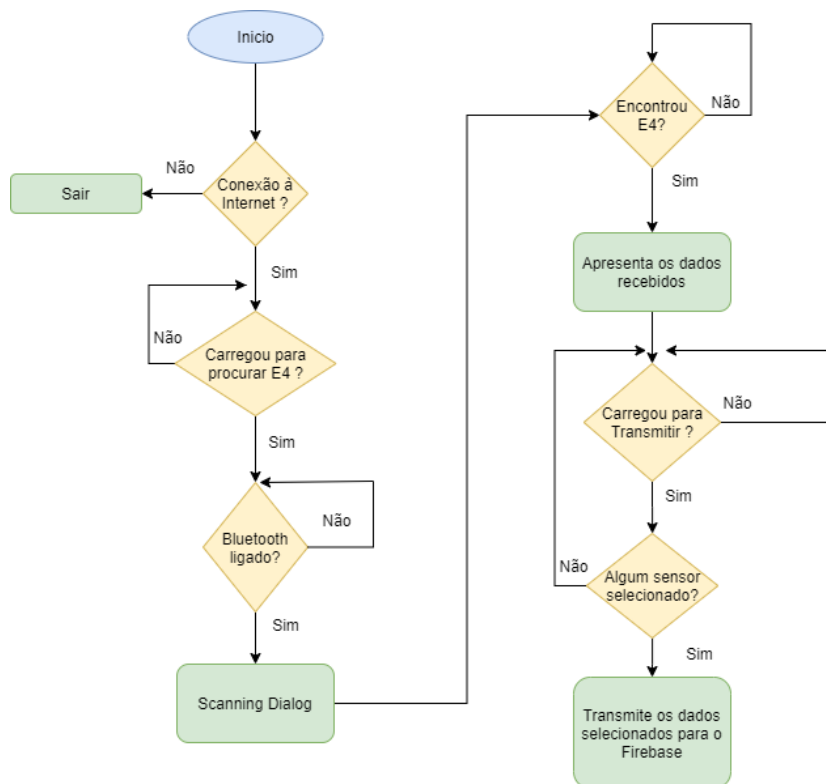 Inicio
Não
Conexão à
Internet ?
Sair
Sim
Não
Carregou para
procurar E4 ?
Sim
Bluetooth
ligado?
Não
Sim
Scanning Dialog
Encontrou
E4?
Não
Sim
Apresenta os dados
recebidos
Carregou para
Transmitir ?
Não
Sim
Não
Algum sensor
selecionado?
Sim
Transmite os dados
selecionados para o
Firebase